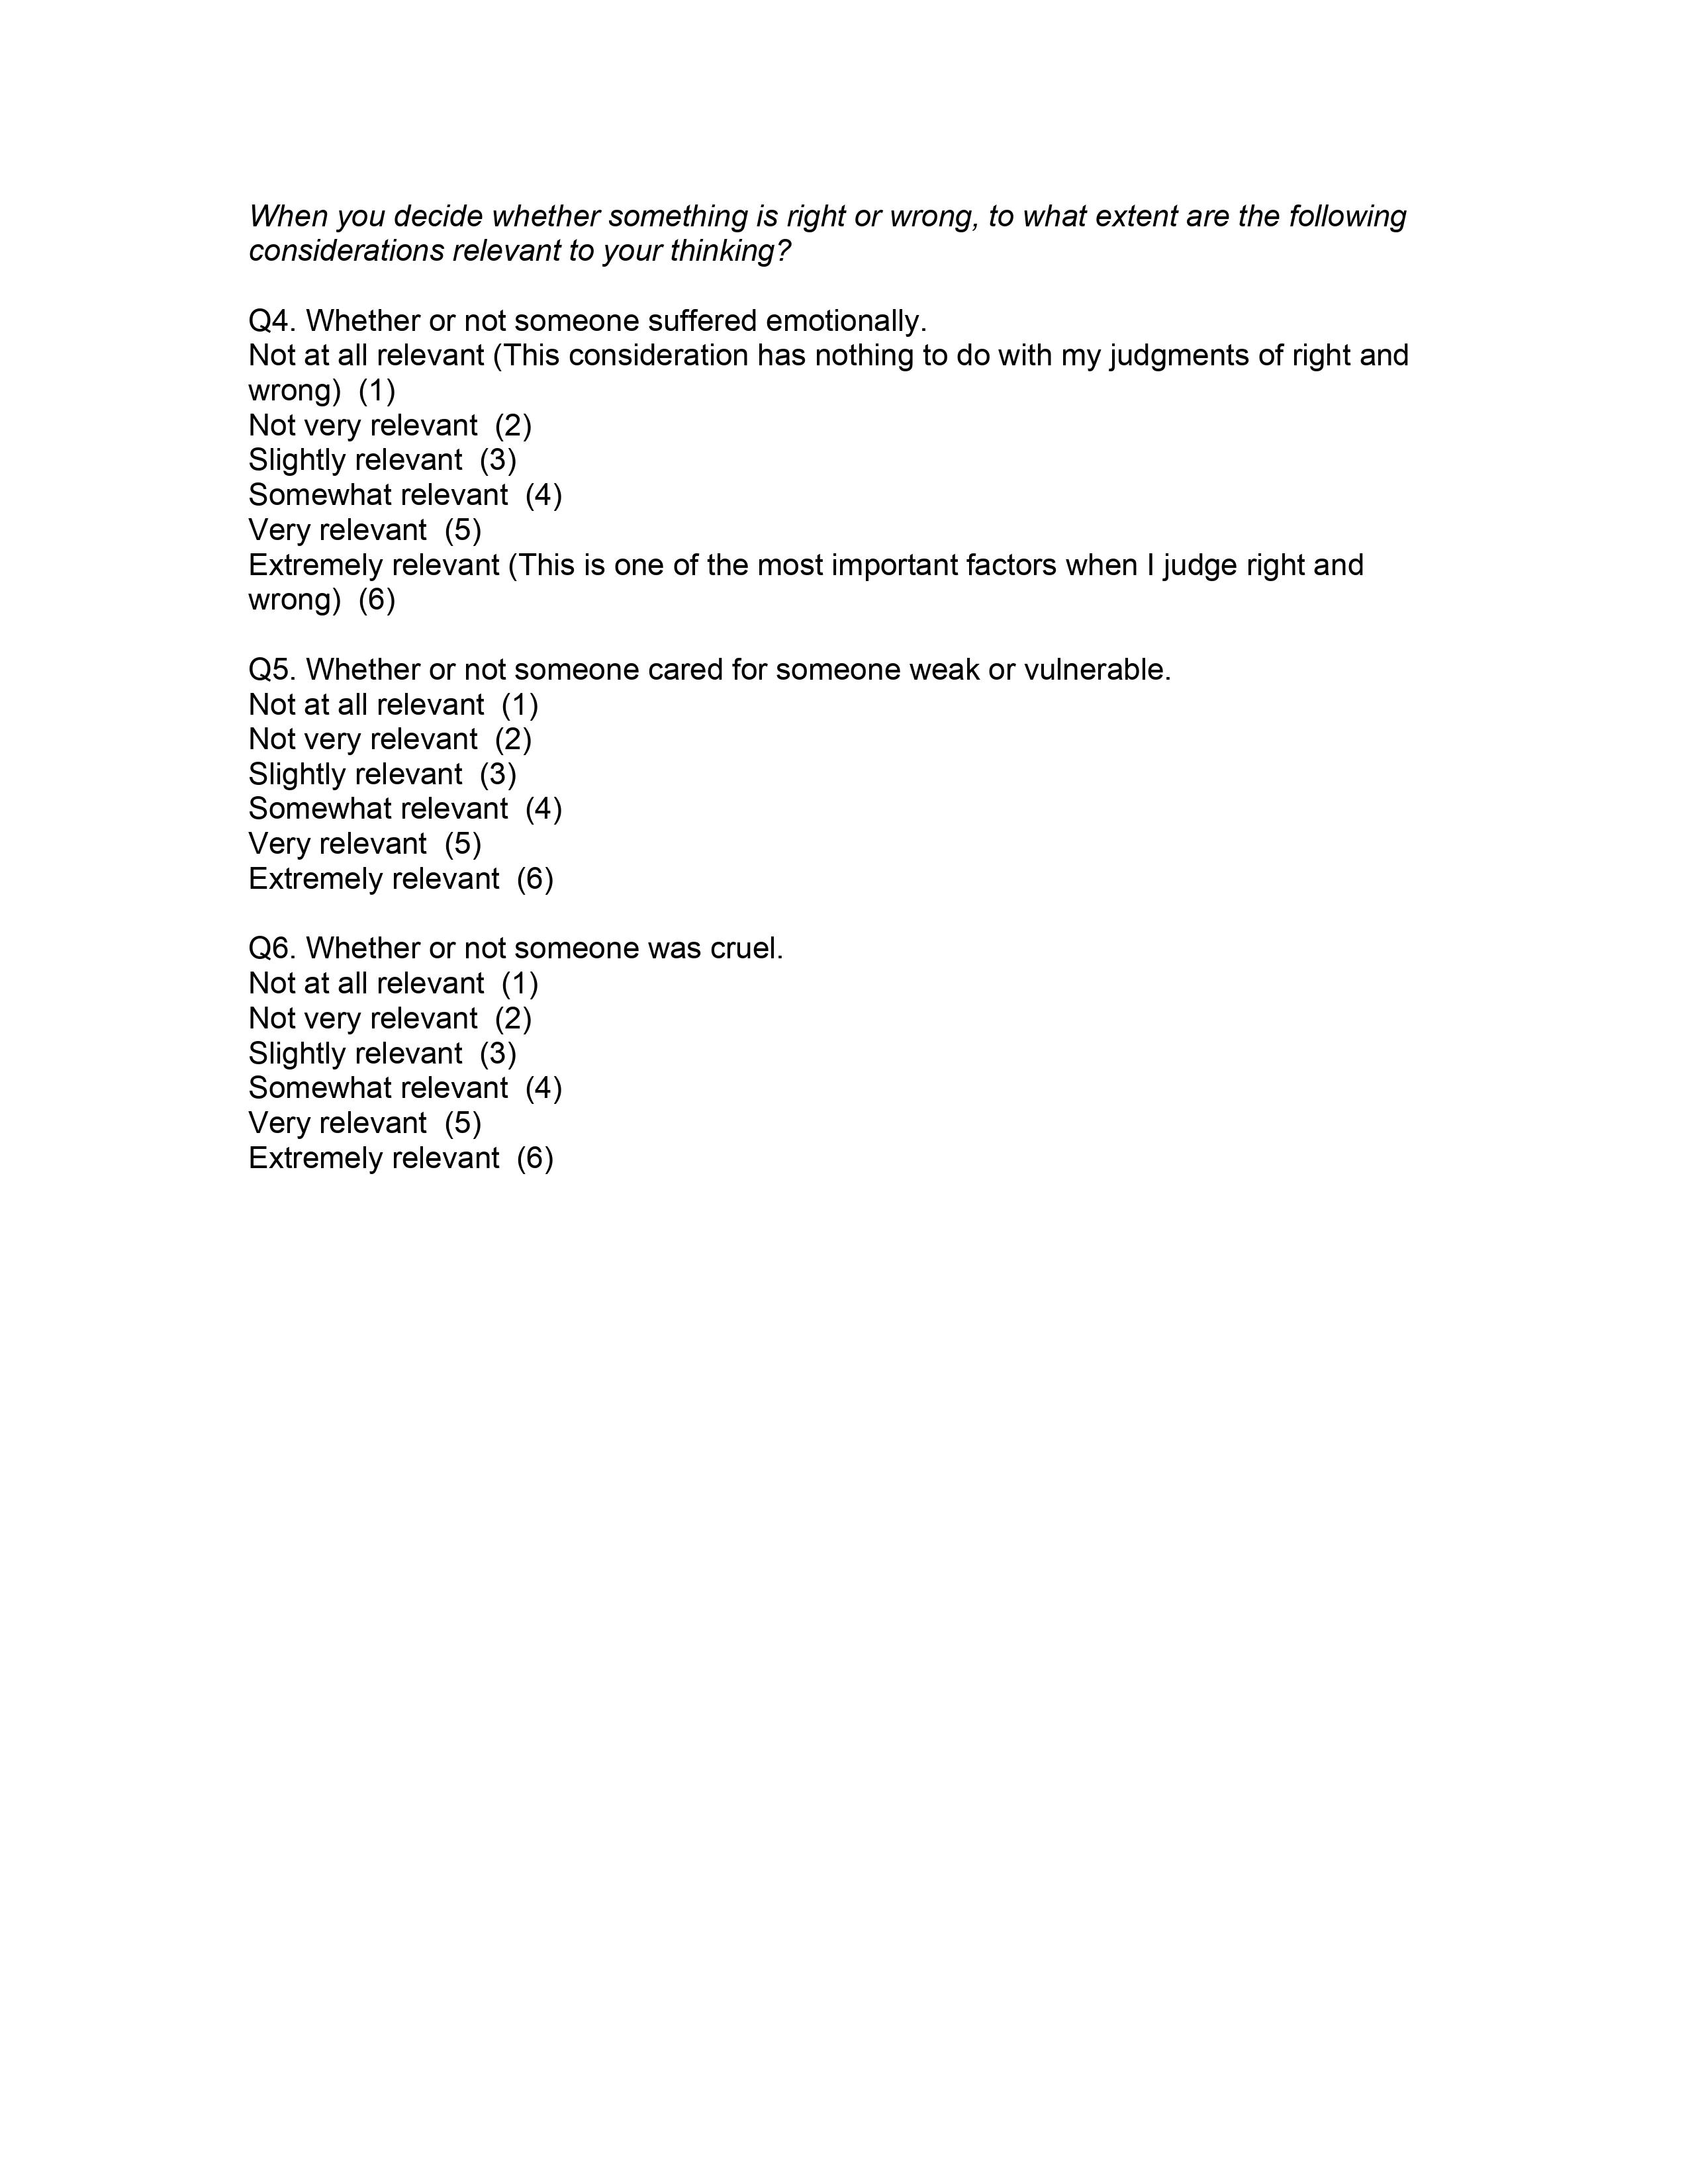 When you decide whether something is right or wrong, to what extent are the following
considerations relevant to your thinking?
Q4. Whether or not someone suffered emotionally.
Not at all relevant (This consideration has nothing to do with my judgments of right and
wrong)  (1)
Not very relevant  (2)
Slightly relevant  (3)
Somewhat relevant  (4)
Very relevant  (5)
Extremely relevant (This is one of the most important factors when I judge right and
wrong)  (6)
Q5. Whether or not someone cared for someone weak or vulnerable.
Not at all relevant  (1)
Not very relevant  (2)
Slightly relevant  (3)
Somewhat relevant  (4)
Very relevant  (5)
Extremely relevant  (6)
Q6. Whether or not someone was cruel.
Not at all relevant  (1)
Not very relevant  (2)
Slightly relevant  (3)
Somewhat relevant  (4)
Very relevant  (5)
Extremely relevant  (6)